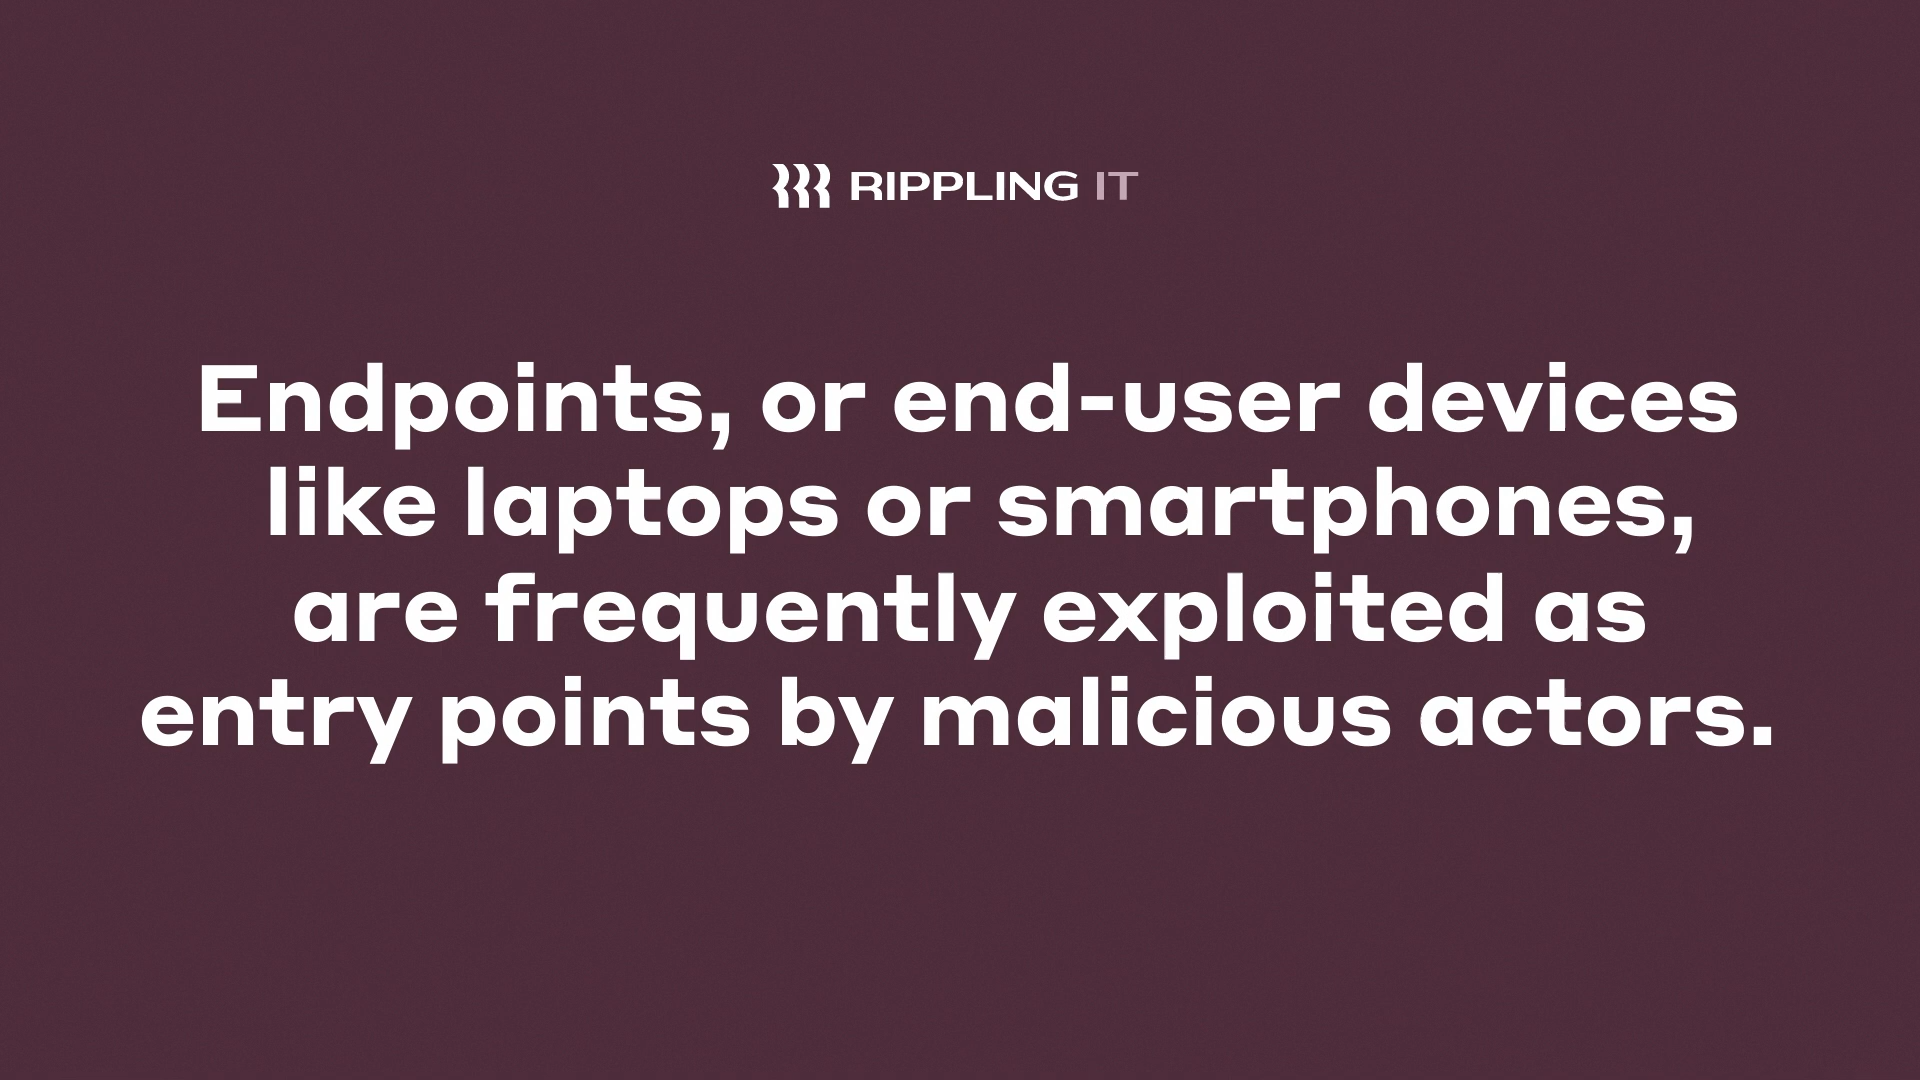 RIPPLING IT
Endpoints, or end-user devices
like laptops or smartphones,
are frequently exploited as
entry points by malicious actors.